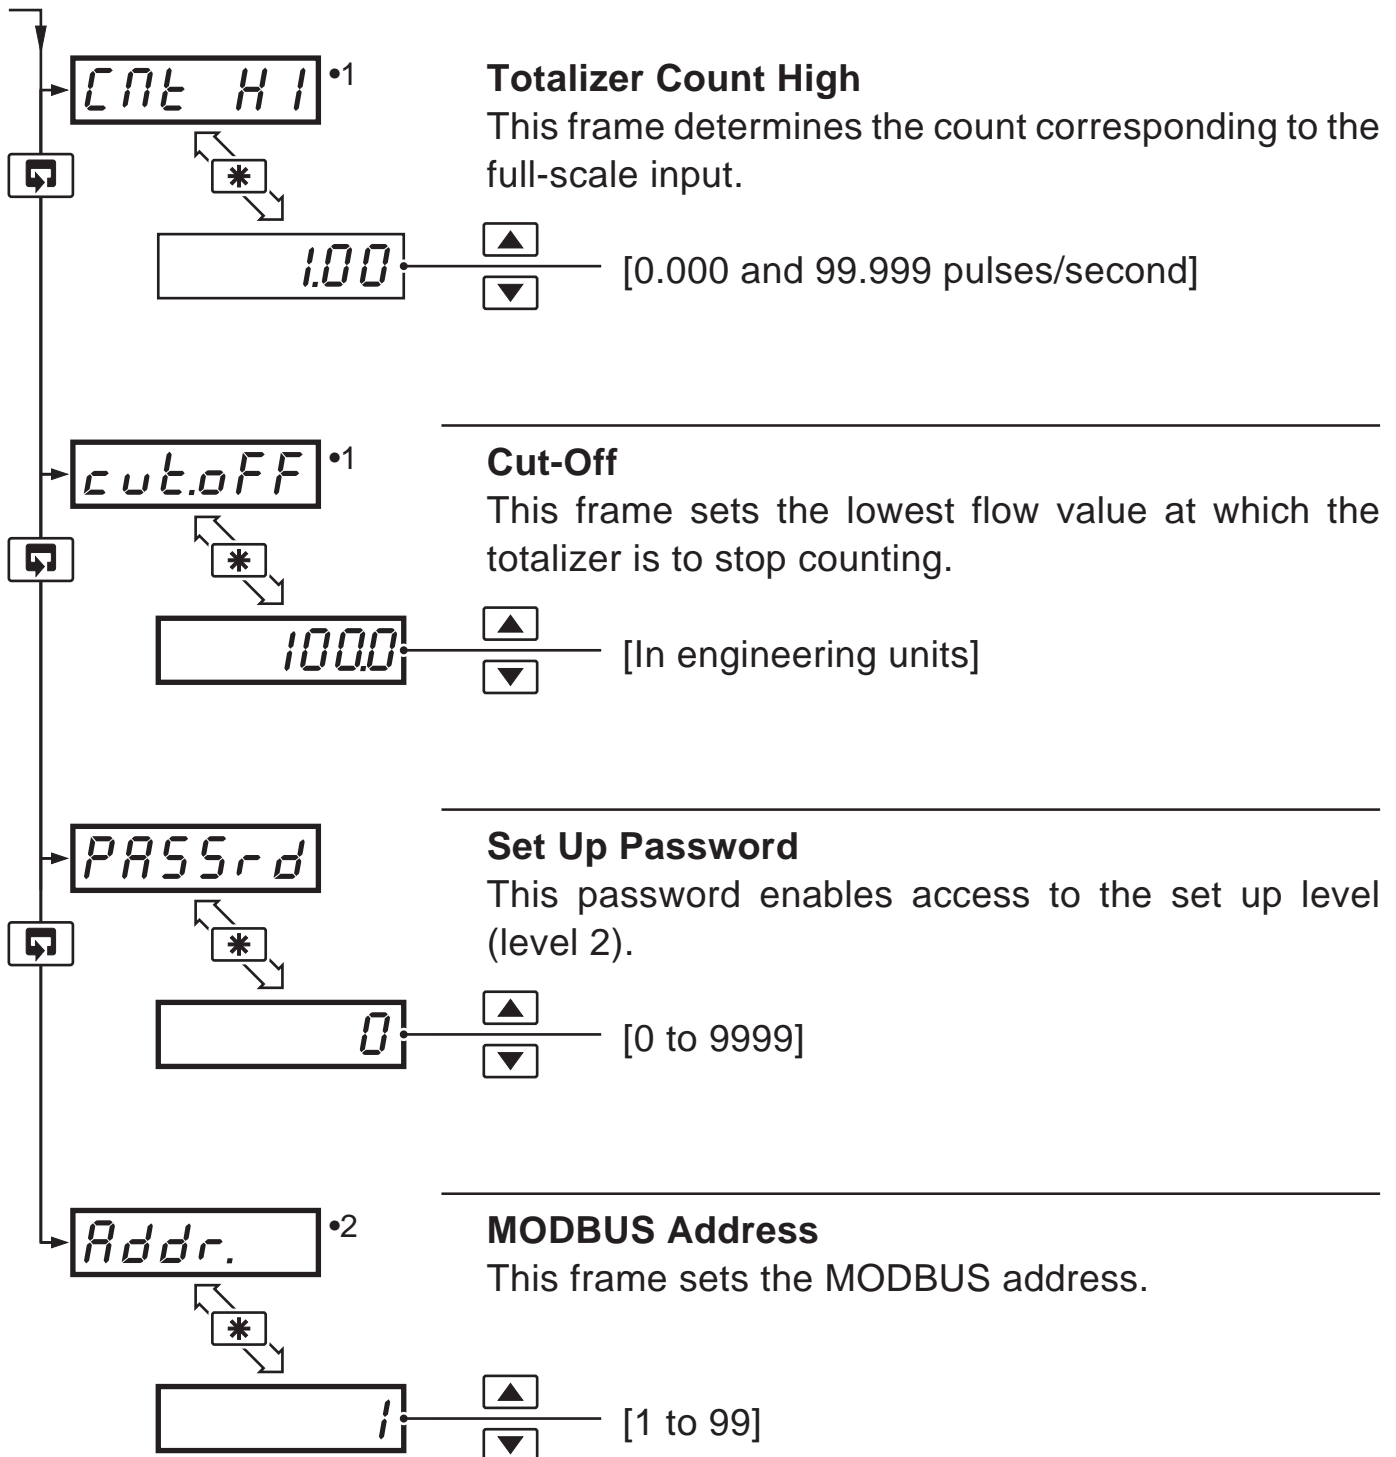 CNt HI •1
Totalizer Count High
This frame determines the count corresponding to the
full-scale input.
1.00
[0.000 and 99.999 pulses/second]
cut.oFF •1
Cut-Off
This frame sets the lowest flow value at which the
totalizer is to stop counting.
100.0
[In engineering units]
PASSrd
Set Up Password
This password enables access to the set up level
(level 2).
0
[0 to 9999]
Addr. •2
MODBUS Address
This frame sets the MODBUS address.
1
[1 to 99]